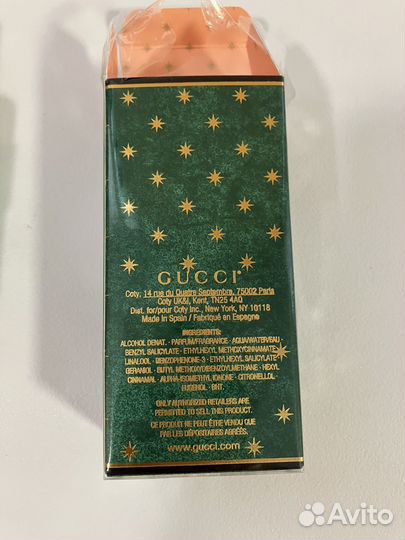 GUCCI
Coty, 14 rue du Quatre Septembre, 75002 Paris
Coty UK&I, Kent, TN25 4AQ
Dist. for/pour Coty Inc., New York, NY 10118
Made in Spain / Fabriqué en Espagne
INGREDIENTS:
ALCOHOL DENAT. · PARFUM/FRAGRANCE · AQUA/WATER/EAU
BENZYL SALICYLATE · ETHYLHEXYL METHOXYCINNAMATE
LINALOOL · BENZOPHENONE-3 · ETHYLHEXYL SALICYLATE
GERANIOL · BUTYL METHOXYDIBENZOYLMETHANE · HEXYL
CINNAMAL · ALPHA-ISOMETHYL IONONE · CITRONELLOL
EUGENOL · BHT.
ONLY AUTHORIZED RETAILERS ARE
PERMITTED TO SELL THIS PRODUCT.
CE PRODUIT NE PEUT ÊTRE VENDU QUE
PAR LES DÉPOSITAIRES AGRÉÉS.
www.gucci.com
Avito